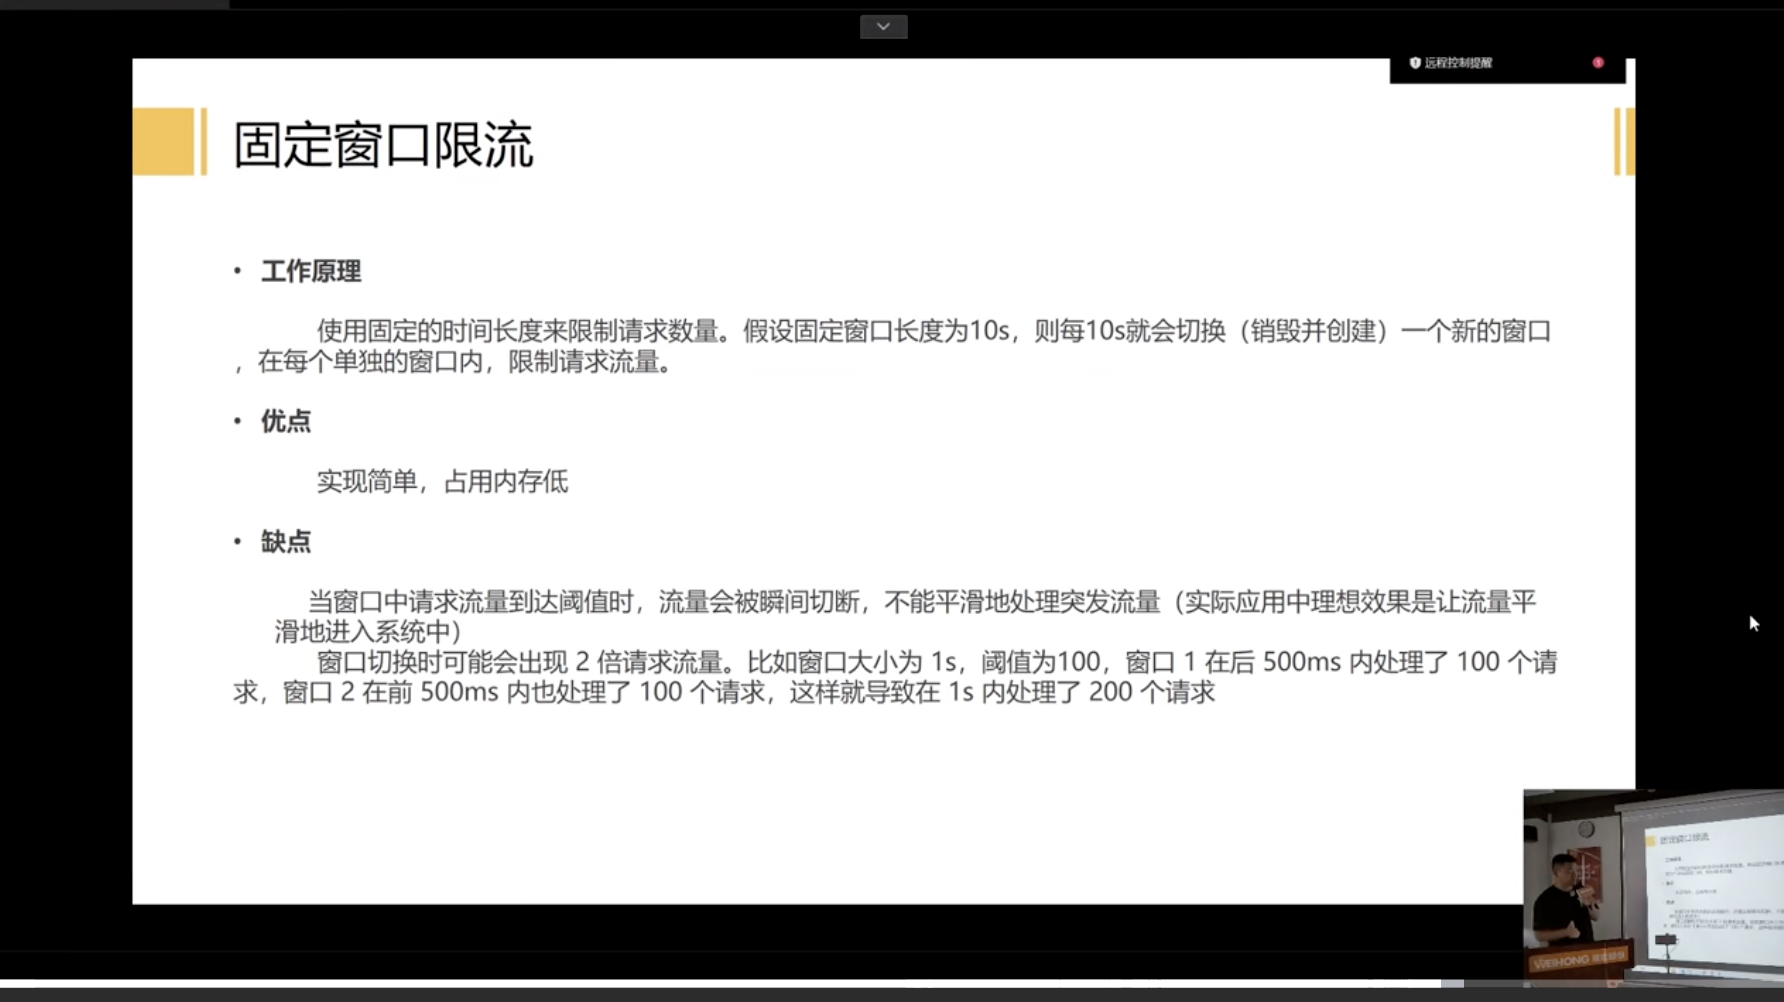 远程控制提醒
固定窗口限流
• 工作原理
使用固定的时间长度来限制请求数量。假设固定窗口长度为10s，则每10s就会切换（销毁并创建）一个新的窗口
，在每个单独的窗口内，限制请求流量。
• 优点
实现简单，占用内存低
• 缺点
当窗口中请求流量到达阈值时，流量会被瞬间切断，不能平滑地处理突发流量（实际应用中理想效果是让流量平
滑地进入系统中）
窗口切换时可能会出现 2 倍请求流量。比如窗口大小为 1s，阈值为100，窗口 1 在后 500ms 内处理了 100 个请
求，窗口 2 在前 500ms 内也处理了 100 个请求，这样就导致在 1s 内处理了 200 个请求
固定窗口限流
WEIHONG